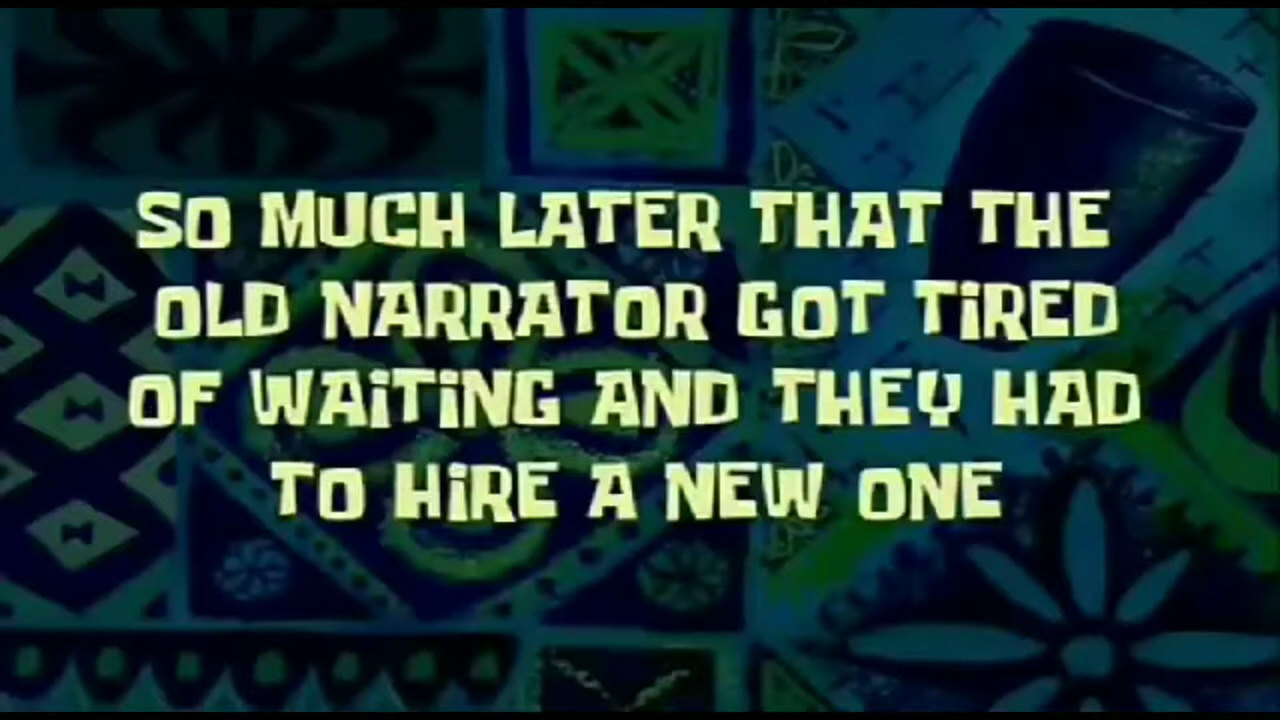 SO MUCH LATER THAT THE
OLD NARRATOR GOT TiRED
OF WAiTiNG AND THEY HAD
TO HiRE A NEW ONE